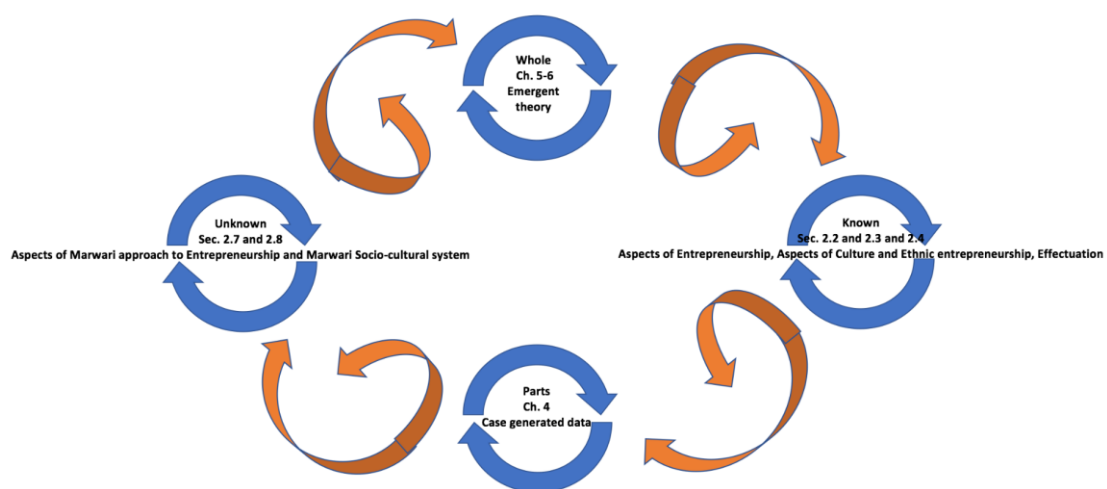 Whole
Ch. 5-6
Emergent
theory
Unknown
Sec. 2.7 and 2.8
Aspects of Marwari approach to Entrepreneurship and Marwari Socio-cultural system
Known
Sec. 2.2 and 2.3 and 2.4
Aspects of Entrepreneurship, Aspects of Culture and Ethnic entrepreneurship, Effectuation
Parts
Ch. 4
Case generated data